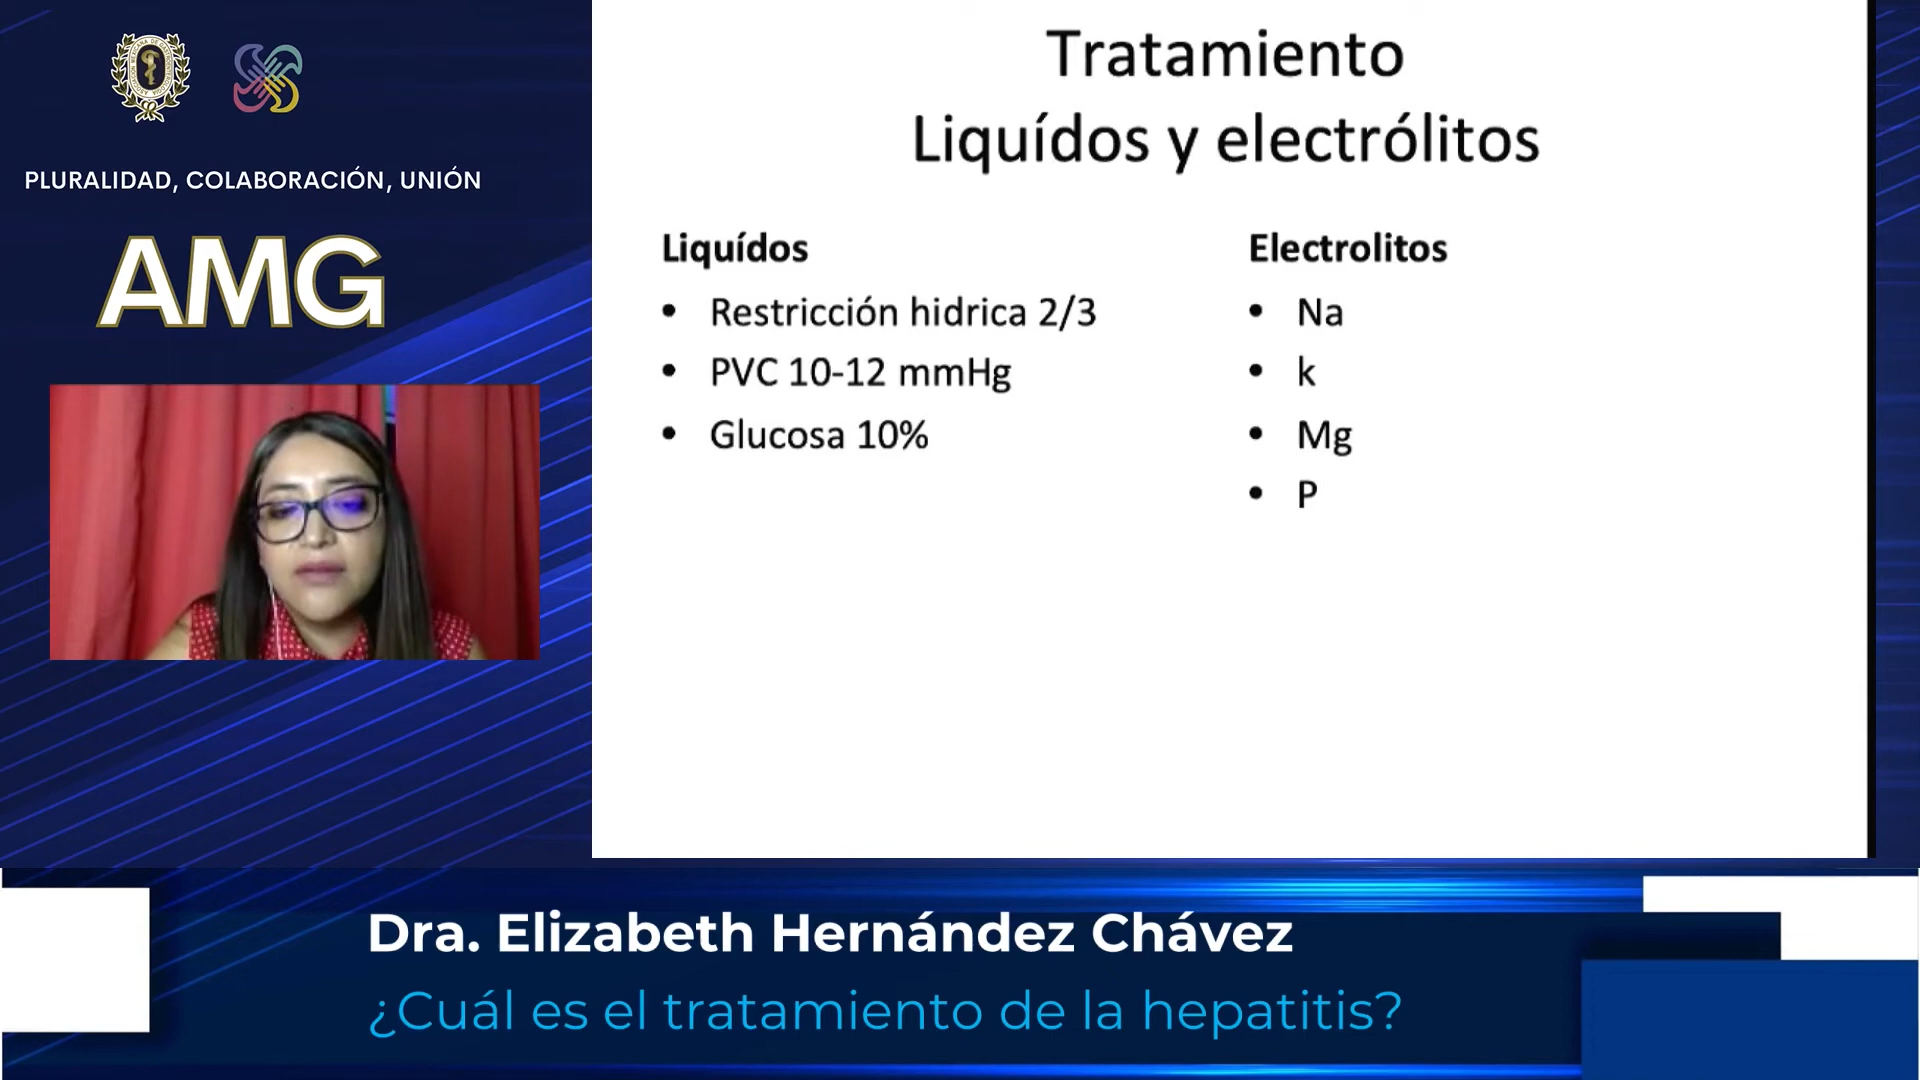 PLURALIDAD, COLABORACIÓN, UNIÓN
AMG
Tratamiento
Liquídos y electrólitos
Liquídos
• Restricción hidrica 2/3
• PVC 10-12 mmHg
• Glucosa 10%
Electrolitos
• Na
• k
• Mg
• P
Dra. Elizabeth Hernández Chávez
¿Cuál es el tratamiento de la hepatitis?